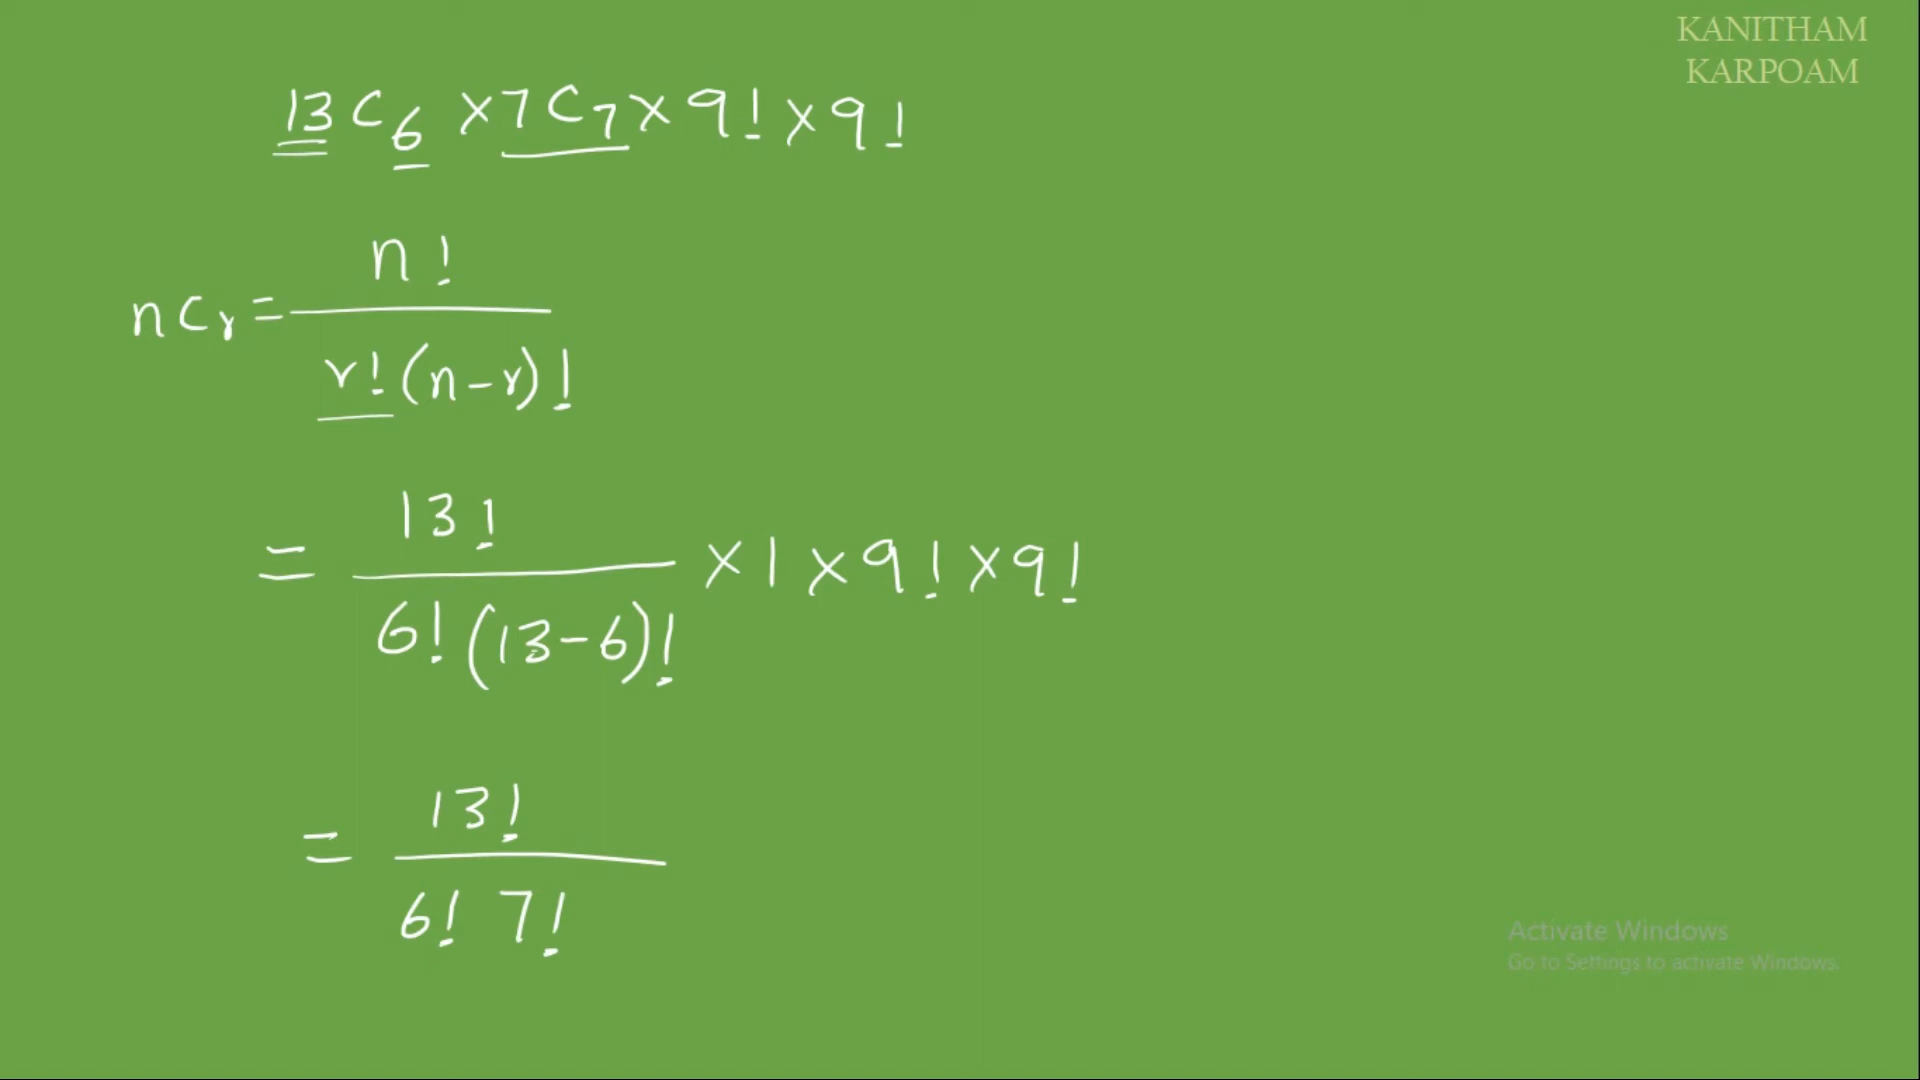 KANITHAM
KARPOAM
13C₆ × 7C₇ × 9! × 9!
nCᵣ = n! / r!(n-r)!
= 13! / 6!(13-6)! × 1 × 9! × 9!
= 13! / 6! 7!
Activate Windows
Go to Settings to activate Windows.